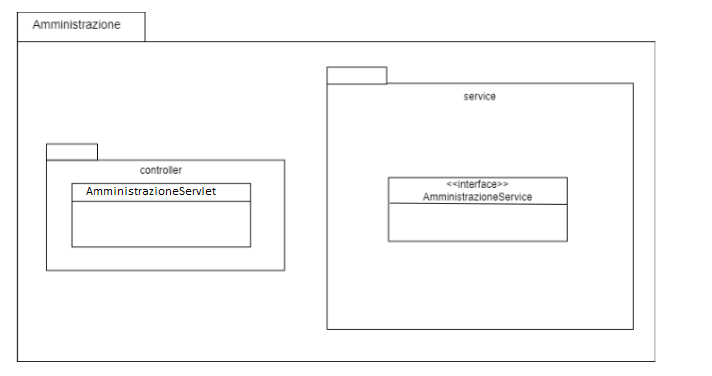 Amministrazione
service
controller
AmministrazioneServlet
<<interface>>
AmministrazioneService